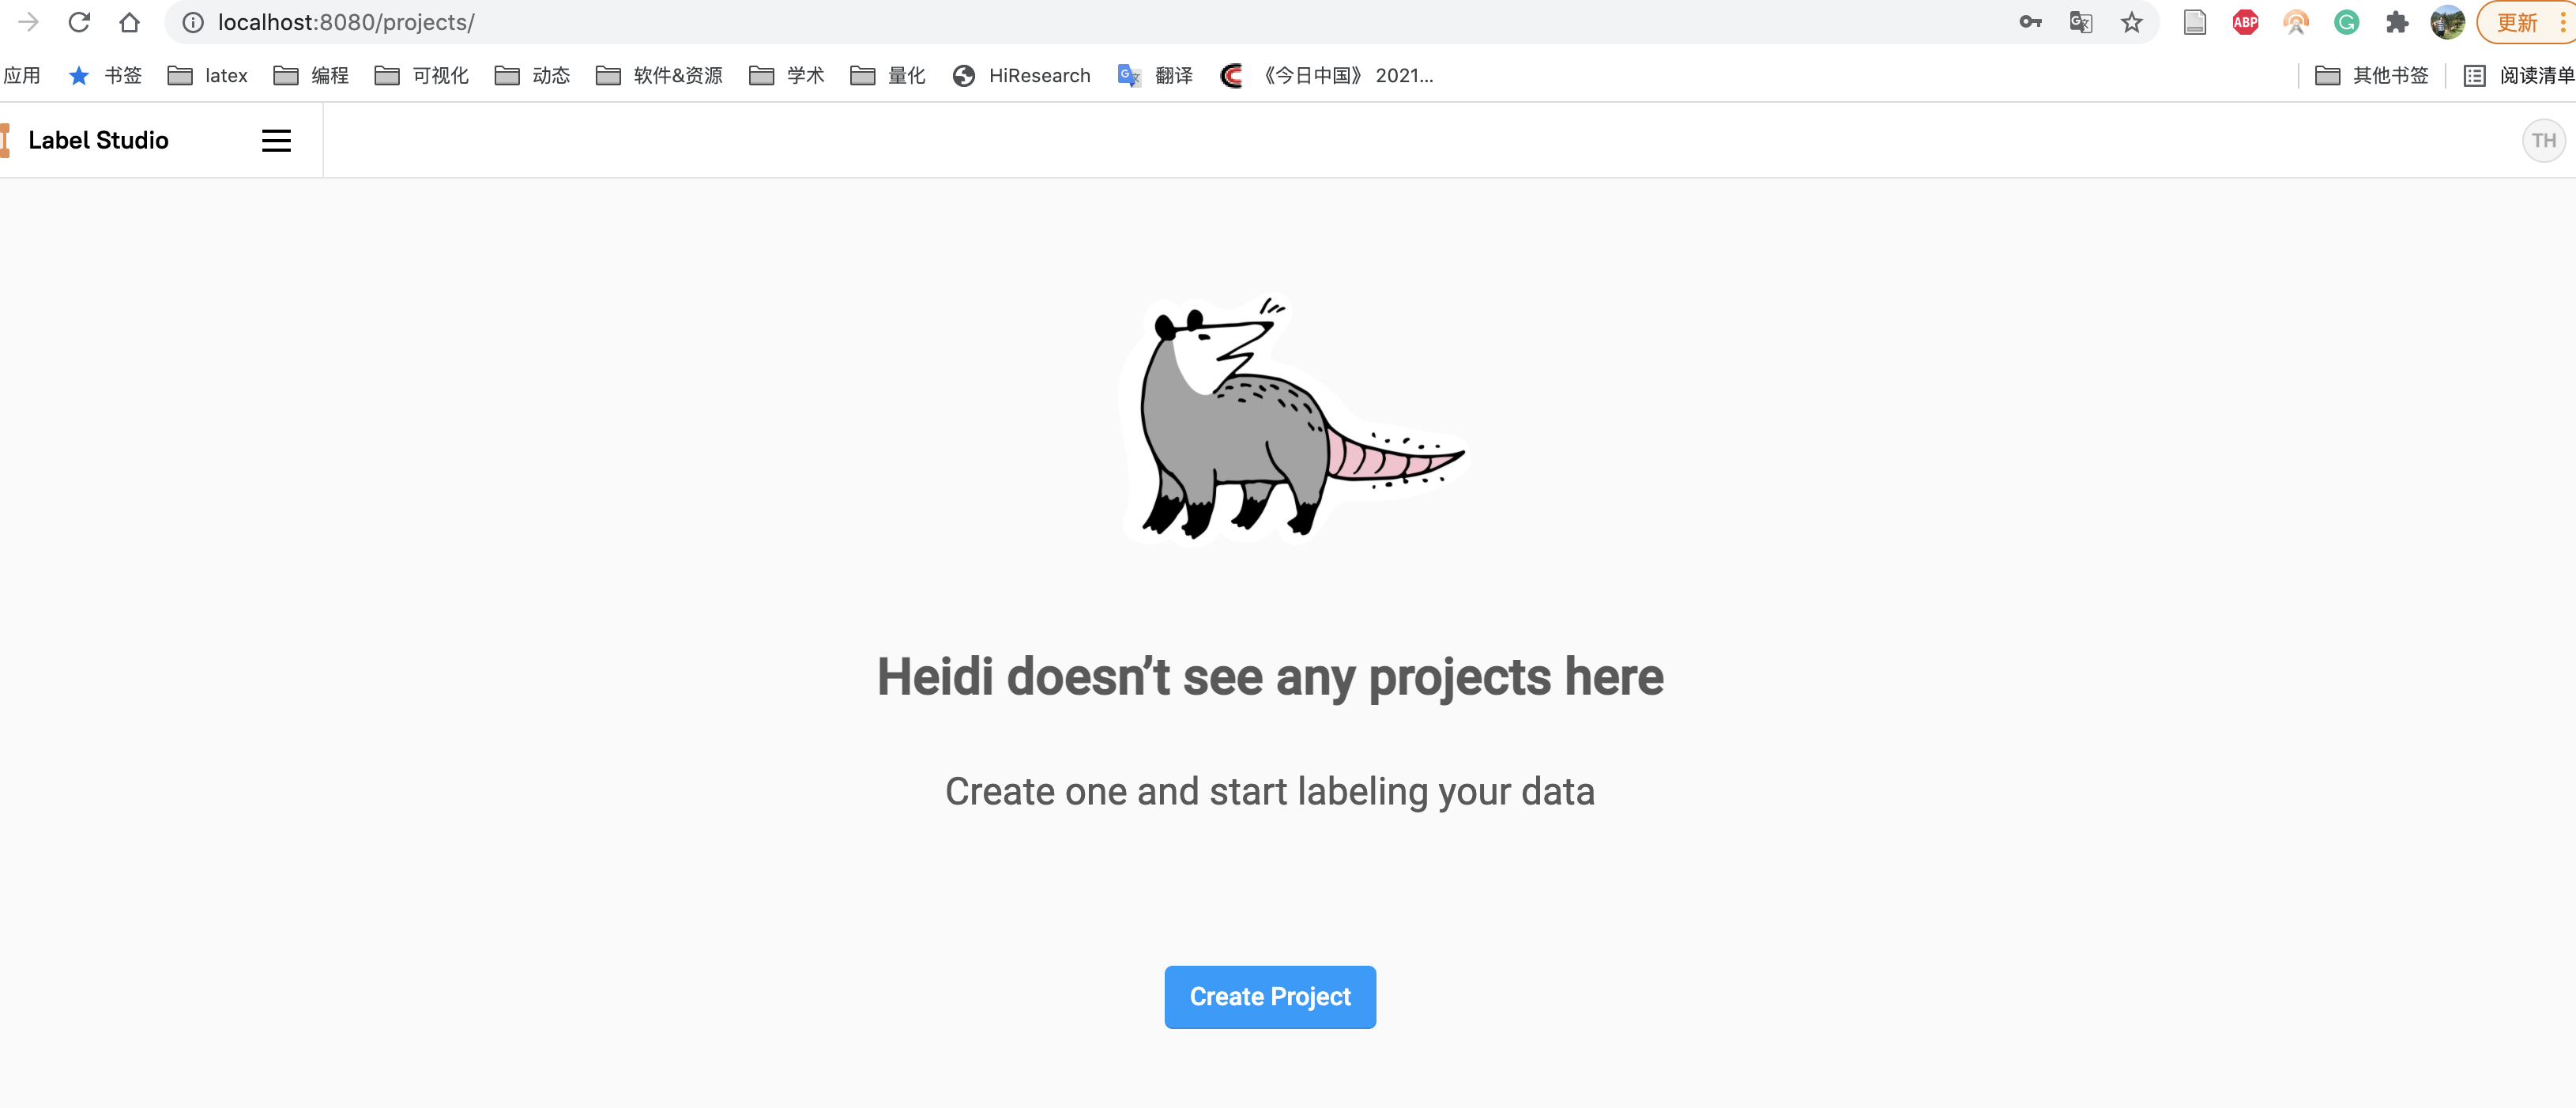 localhost:8080/projects/
ABP
更新
应用 书签 latex 编程 可视化 动态 软件&资源 学术 量化 HiResearch 翻译 《今日中国》 2021... 其他书签 阅读清单
Label Studio
TH
Heidi doesn’t see any projects here
Create one and start labeling your data
Create Project